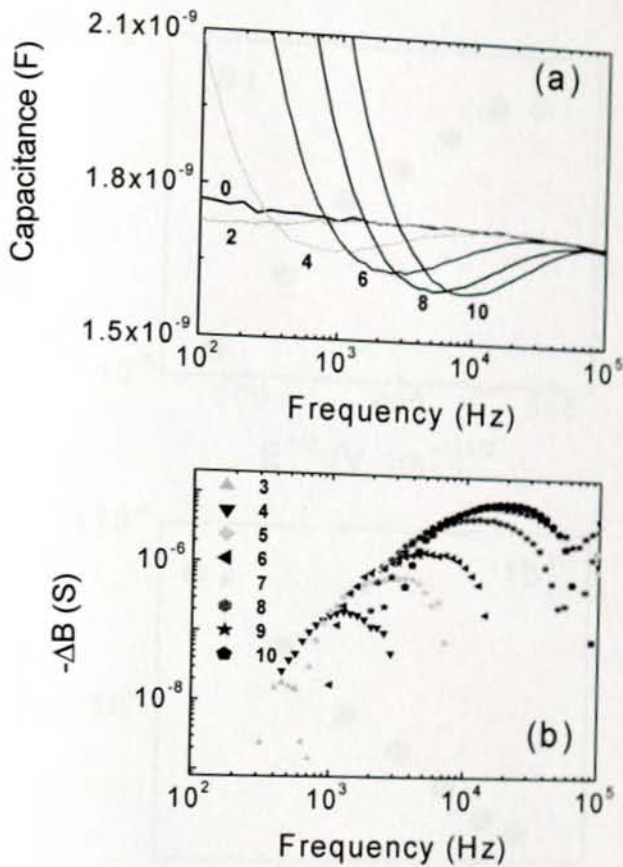 2.1x10⁻⁹
1.8x10⁻⁹
1.5x10⁻⁹
Capacitance (F)
(a)
0
2
4
6
8
10
10² 10³ 10⁴ 10⁵
Frequency (Hz)
3
4
5
6
7
8
9
10
10⁻⁶
10⁻⁸
-ΔB (S)
(b)
10² 10³ 10⁴ 10⁵
Frequency (Hz)